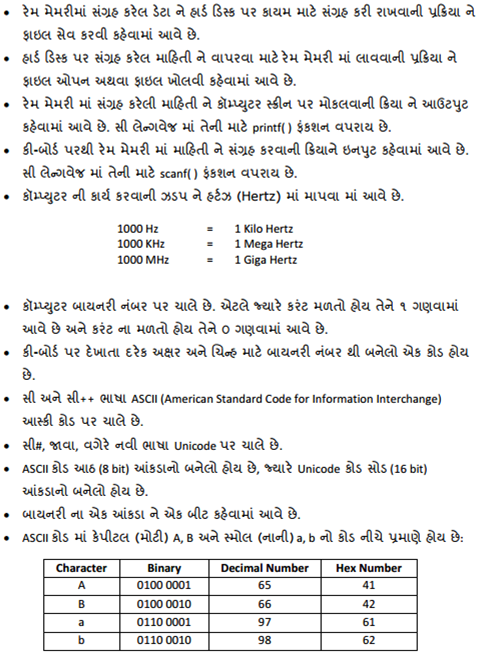 • રેમ મેમરીમાં સંગ્રહ કરેલ ડેટા ને હાર્ડ ડિસ્ક પર કાયમ માટે સંગ્રહ કરી રાખવાની પ્રક્રિયા ને
ફાઇલ સેવ કરવી કહેવામાં આવે છે.
• હાર્ડ ડિસ્ક પર સંગ્રહ કરેલ માહિતી ને વાપરવા માટે રેમ મેમરી માં લાવવાની પ્રક્રિયા ને
ફાઇલ ઓપન અથવા ફાઇલ ખોલવી કહેવામાં આવે છે.
• રેમ મેમરી માં સંગ્રહ કરેલી માહિતી ને કૉમ્પ્યુટર સ્ક્રીન પર મોકલવાની ક્રિયા ને આઉટપુટ
કહેવામાં આવે છે. સી લેન્ગવેજ માં તેની માટે printf( ) ફંકશન વપરાય છે.
• કી-બોર્ડ પરથી રેમ મેમરી માં માહિતી ને સંગ્રહ કરવાની ક્રિયાને ઇનપુટ કહેવામાં આવે છે.
સી લેન્ગવેજ માં તેની માટે scanf( ) ફંકશન વપરાય છે.
• કૉમ્પ્યુટર ની કાર્ય કરવાની ઝડપ ને હર્ટઝ (Hertz) માં માપવા માં આવે છે.
1000 Hz = 1 Kilo Hertz
1000 KHz = 1 Mega Hertz
1000 MHz = 1 Giga Hertz
• કૉમ્પ્યુટર બાયનરી નંબર પર ચાલે છે. એટલે જ્યારે કરંટ મળતો હોય તેને ૧ ગણવામાં
આવે છે અને કરંટ ના મળતો હોય તેને ૦ ગણવામાં આવે છે.
• કી-બોર્ડ પર દેખાતા દરેક અક્ષર અને ચિન્હ માટે બાયનરી નંબર થી બનેલો એક કોડ હોય
છે.
• સી અને સી++ ભાષા ASCII (American Standard Code for Information Interchange)
આસ્કી કોડ પર ચાલે છે.
• સી#, જાવા, વગેરે નવી ભાષા Unicode પર ચાલે છે.
• ASCII કોડ આઠ (8 bit) આંકડાનો બનેલો હોય છે, જ્યારે Unicode કોડ સોડ (16 bit)
આંકડાનો બનેલો હોય છે.
• બાયનરી ના એક આંકડા ને એક બીટ કહેવામાં આવે છે.
• ASCII કોડ માં કેપીટલ (મોટી) A, B અને સ્મોલ (નાની) a, b નો કોડ નીચે પ્રમાણે હોય છે:
Character Binary Decimal Number Hex Number
A 0100 0001 65 41
B 0100 0010 66 42
a 0110 0001 97 61
b 0110 0010 98 62